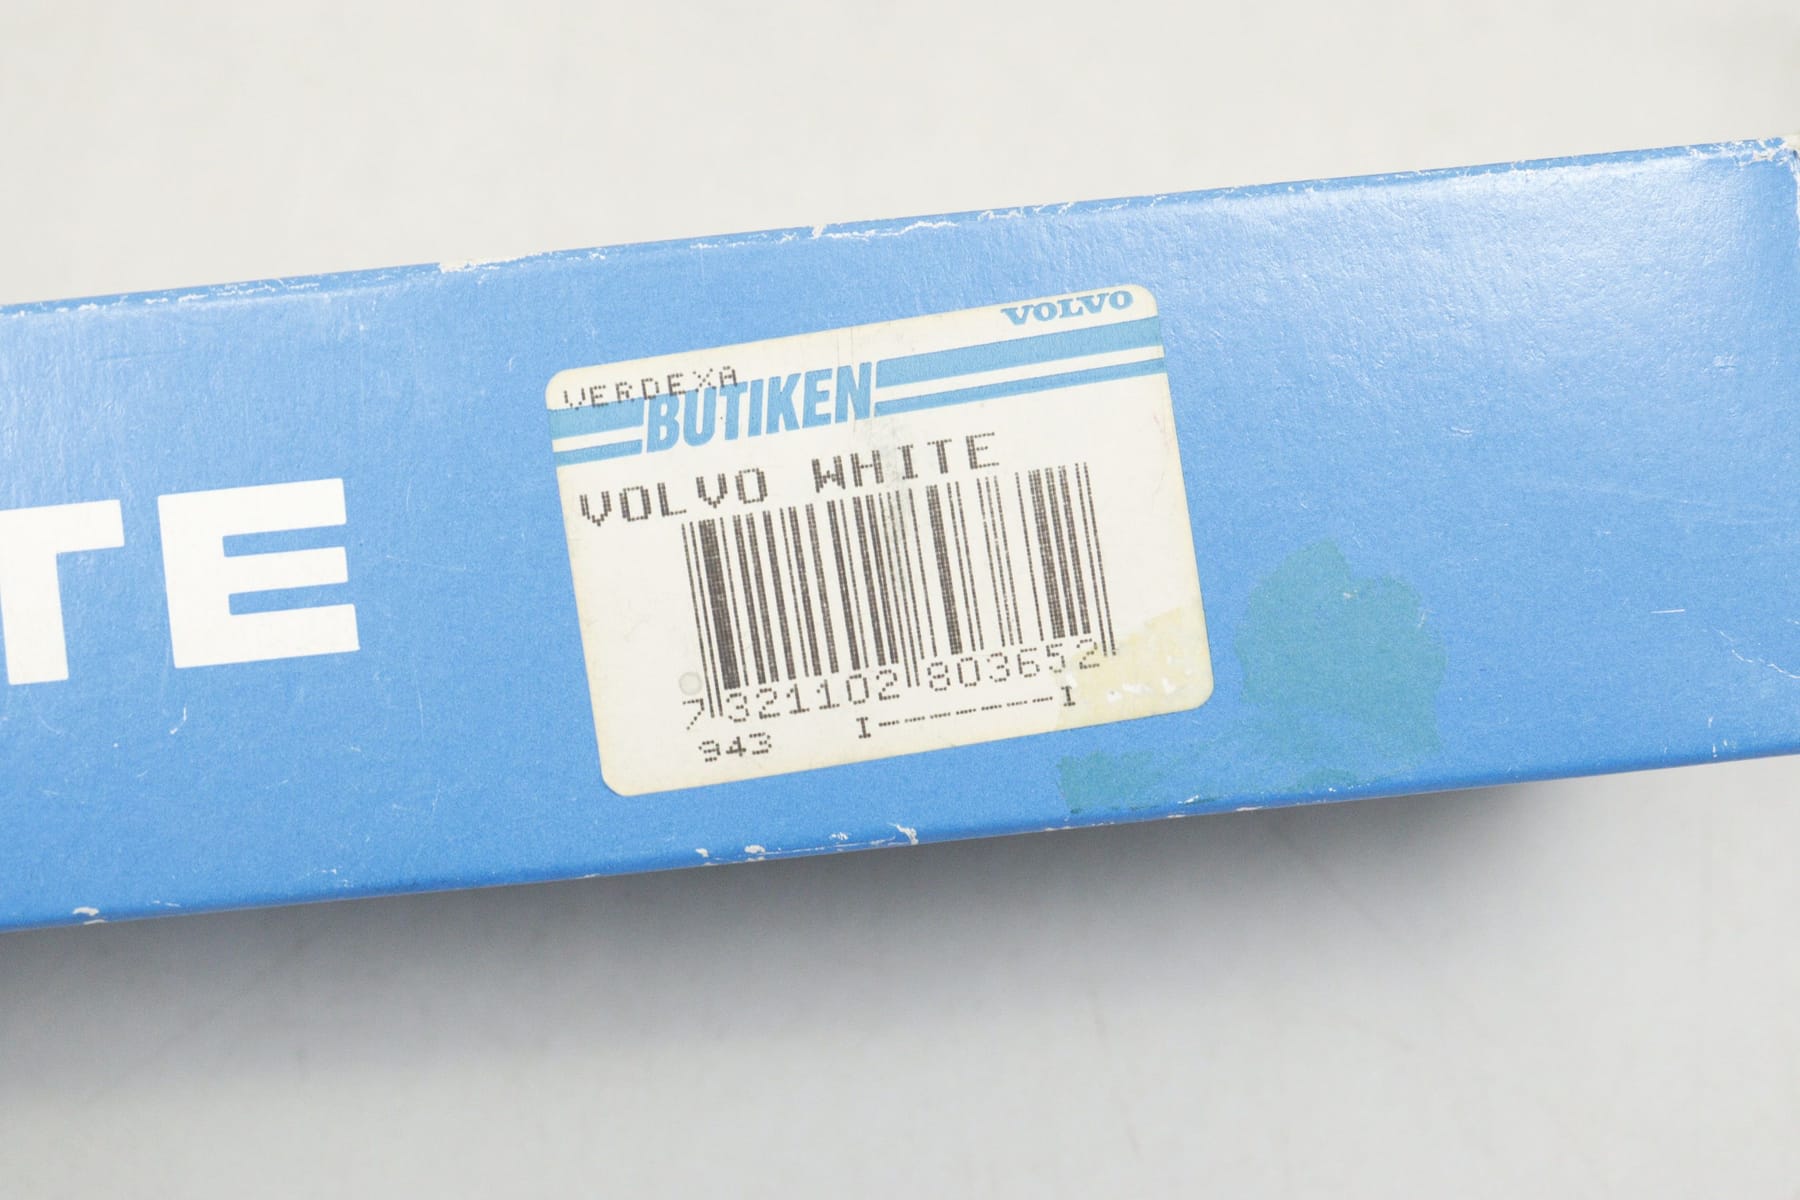 TE
VOLVO
VERDEXA
BUTIKEN
VOLVO WHITE
7 321102 803652
943 I-------I